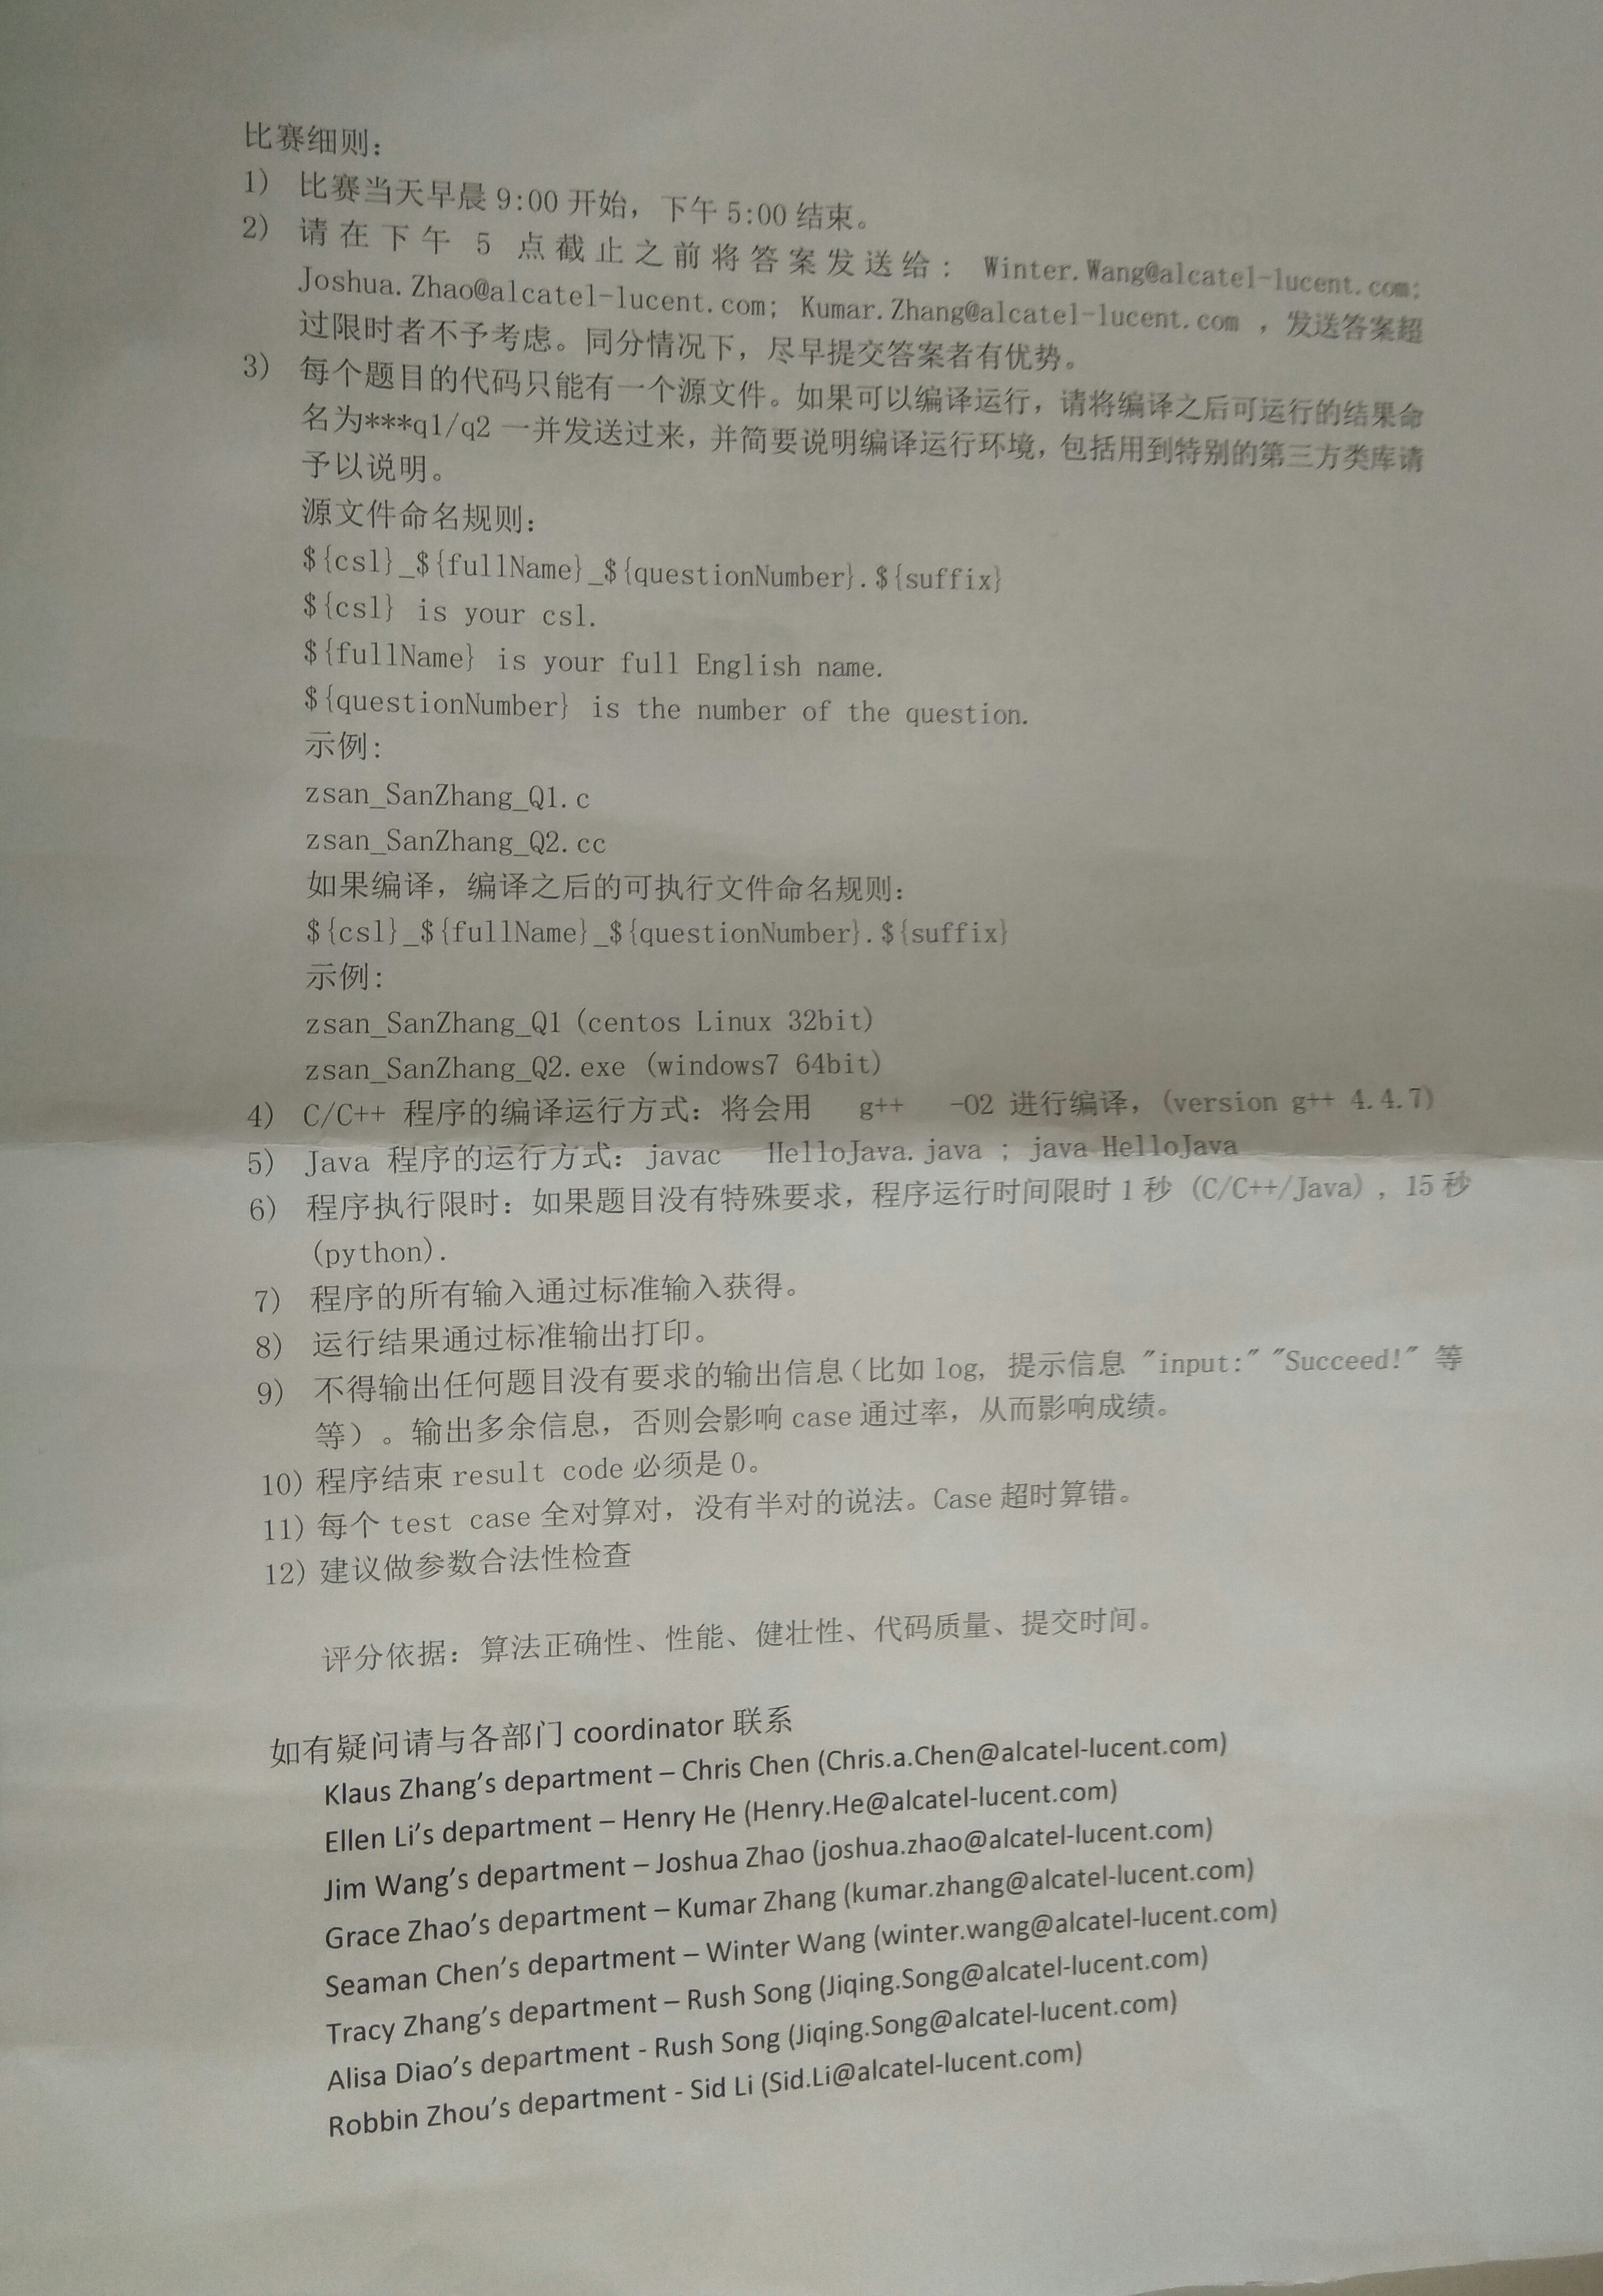 比赛细则：
1) 比赛当天早晨 9:00 开始，下午 5:00 结束。
2) 请在下午 5 点截止之前将答案发送给: Winter.Wang@alcatel-lucent.com;
Joshua.Zhao@alcatel-lucent.com; Kumar.Zhang@alcatel-lucent.com ，发送答案超
过限时者不予考虑。同分情况下，尽早提交答案者有优势。
3) 每个题目的代码只能有一个源文件。如果可以编译运行，请将编译之后可运行的结果命
名为***q1/q2 一并发送过来，并简要说明编译运行环境，包括用到特别的第三方类库请
予以说明。
源文件命名规则：
${csl}_${fullName}_${questionNumber}.${suffix}
${csl} is your csl.
${fullName} is your full English name.
${questionNumber} is the number of the question.
示例：
zsan_SanZhang_Q1.c
zsan_SanZhang_Q2.cc
如果编译，编译之后的可执行文件命名规则：
${csl}_${fullName}_${questionNumber}.${suffix}
示例：
zsan_SanZhang_Q1 (centos Linux 32bit)
zsan_SanZhang_Q2.exe (windows7 64bit)
4) C/C++ 程序的编译运行方式：将会用 g++ -O2 进行编译，(version g++ 4.4.7)
5) Java 程序的运行方式：javac HelloJava.java ; java HelloJava
6) 程序执行限时：如果题目没有特殊要求，程序运行时间限时 1 秒 (C/C++/Java) , 15 秒
(python).
7) 程序的所有输入通过标准输入获得。
8) 运行结果通过标准输出打印。
9) 不得输出任何题目没有要求的输出信息（比如 log, 提示信息 "input:" "Succeed!" 等
等）。输出多余信息，否则会影响 case 通过率，从而影响成绩。
10) 程序结束 result code 必须是 0。
11) 每个 test case 全对算对，没有半对的说法。Case 超时算错。
12) 建议做参数合法性检查
评分依据：算法正确性、性能、健壮性、代码质量、提交时间。
如有疑问请与各部门 coordinator 联系
Klaus Zhang’s department – Chris Chen (Chris.a.Chen@alcatel-lucent.com)
Ellen Li’s department – Henry He (Henry.He@alcatel-lucent.com)
Jim Wang’s department – Joshua Zhao (joshua.zhao@alcatel-lucent.com)
Grace Zhao’s department – Kumar Zhang (kumar.zhang@alcatel-lucent.com)
Seaman Chen’s department – Winter Wang (winter.wang@alcatel-lucent.com)
Tracy Zhang’s department – Rush Song (Jiqing.Song@alcatel-lucent.com)
Alisa Diao’s department - Rush Song (Jiqing.Song@alcatel-lucent.com)
Robbin Zhou’s department - Sid Li (Sid.Li@alcatel-lucent.com)